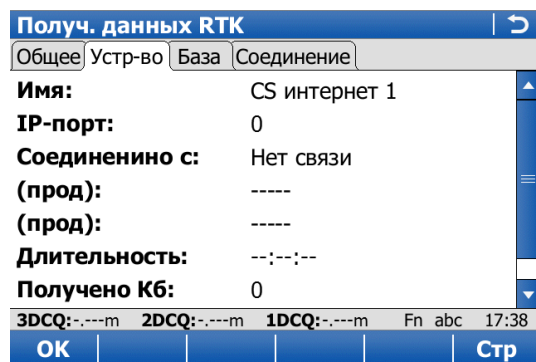 Получ. данных RTK
Общее Устр-во База Соединение
Имя: CS интернет 1
IP-порт: 0
Соединенино с: Нет связи
(прод): -----
(прод): -----
Длительность: --:--:--
Получено Кб: 0
3DCQ:-.---m 2DCQ:-.---m 1DCQ:-.---m Fn abc 17:38
OK Стр